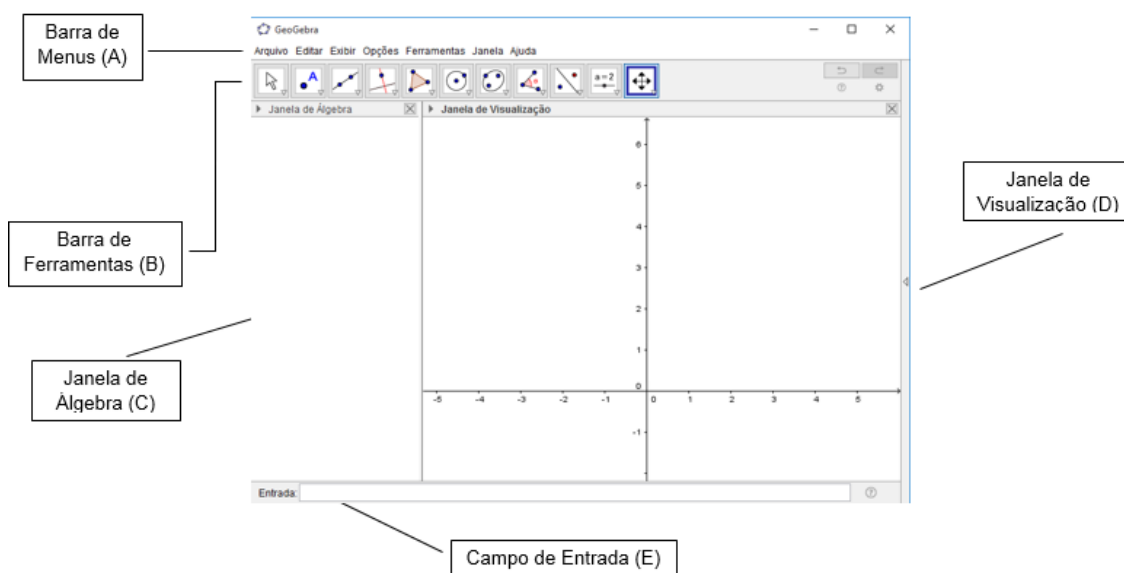 Barra de
Menus (A)
GeoGebra
Arquivo Editar Exibir Opções Ferramentas Janela Ajuda
A
a=2
Janela de Álgebra
Janela de Visualização
Barra de
Ferramentas (B)
Janela de
Visualização (D)
Janela de
Álgebra (C)
6
5
4
3
2
1
0
-5 -4 -3 -2 -1 0 1 2 3 4 5
-1
Entrada:
Campo de Entrada (E)